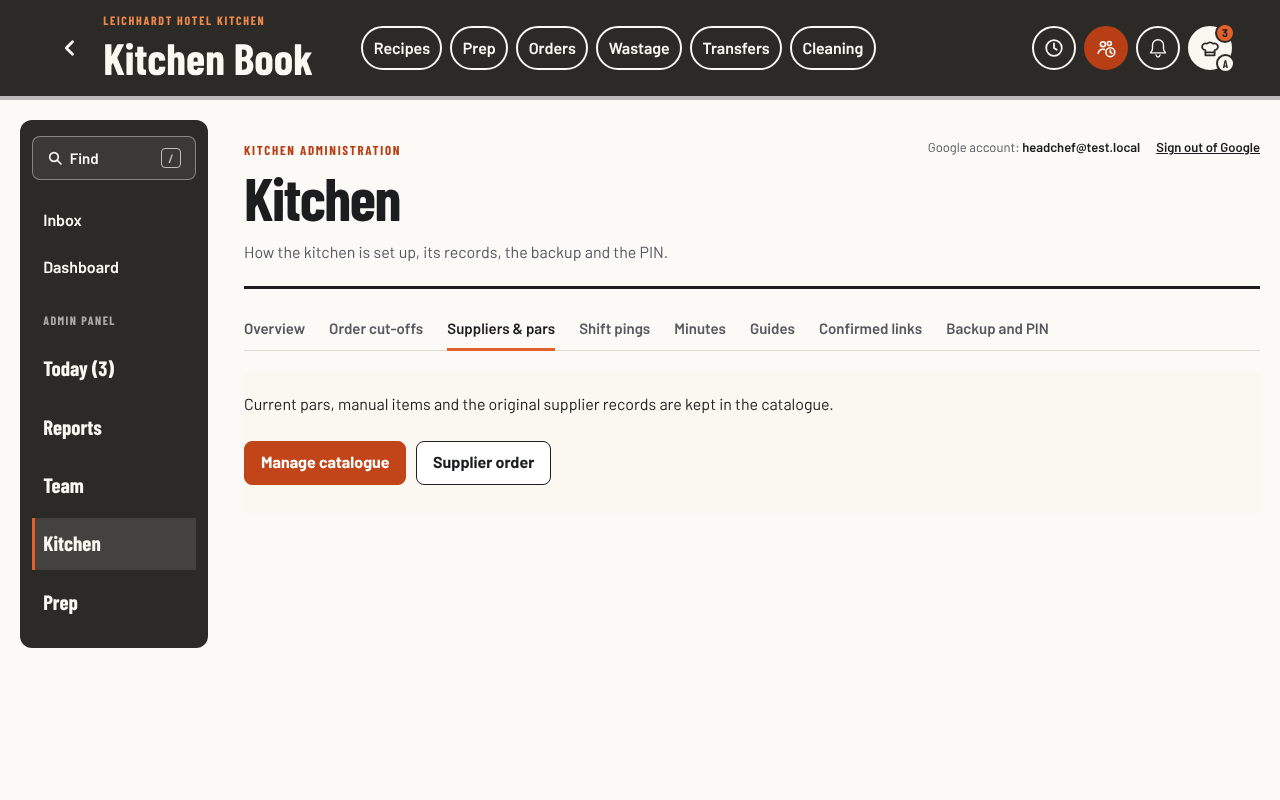 LEICHHARDT HOTEL KITCHEN
Kitchen Book
Recipes
Prep
Orders
Wastage
Transfers
Cleaning
3
A
Find
/
Inbox
Dashboard
ADMIN PANEL
Today (3)
Reports
Team
Kitchen
Prep
KITCHEN ADMINISTRATION
Google account: headchef@test.local Sign out of Google
Kitchen
How the kitchen is set up, its records, the backup and the PIN.
Overview
Order cut-offs
Suppliers & pars
Shift pings
Minutes
Guides
Confirmed links
Backup and PIN
Current pars, manual items and the original supplier records are kept in the catalogue.
Manage catalogue
Supplier order